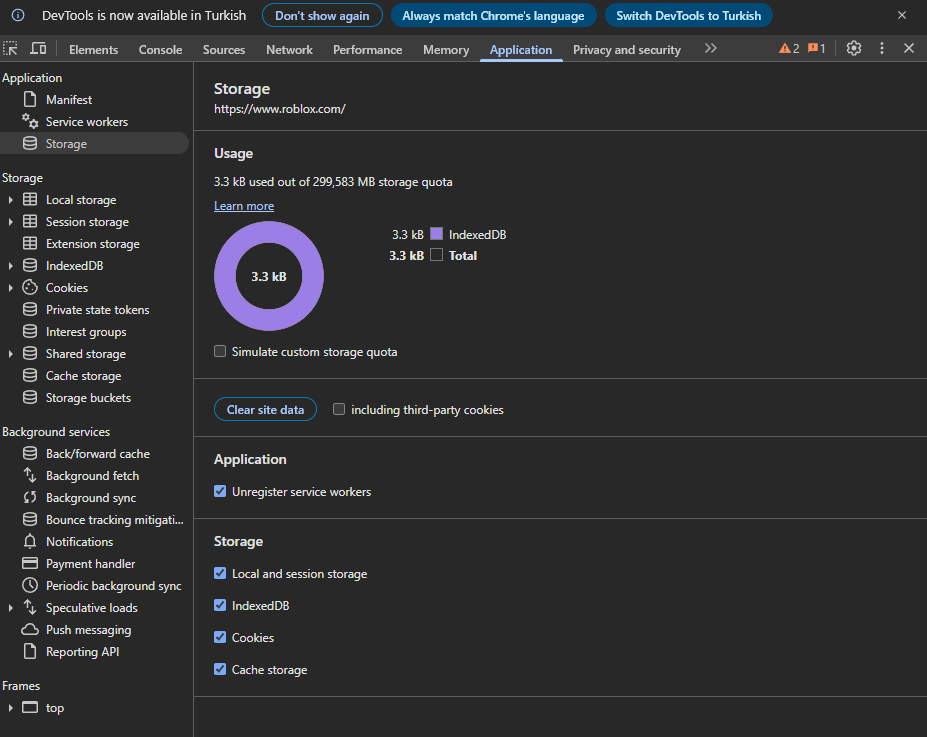 DevTools is now available in Turkish
Don't show again
Always match Chrome's language
Switch DevTools to Turkish
Elements
Console
Sources
Network
Performance
Memory
Application
Privacy and security
2
1
Application
Manifest
Service workers
Storage
Storage
Local storage
Session storage
Extension storage
IndexedDB
Cookies
Private state tokens
Interest groups
Shared storage
Cache storage
Storage buckets
Background services
Back/forward cache
Background fetch
Background sync
Bounce tracking mitigati...
Notifications
Payment handler
Periodic background sync
Speculative loads
Push messaging
Reporting API
Frames
top
Storage
https://www.roblox.com/
Usage
3.3 kB used out of 299,583 MB storage quota
Learn more
3.3 kB
3.3 kB IndexedDB
3.3 kB Total
Simulate custom storage quota
Clear site data
including third-party cookies
Application
Unregister service workers
Storage
Local and session storage
IndexedDB
Cookies
Cache storage